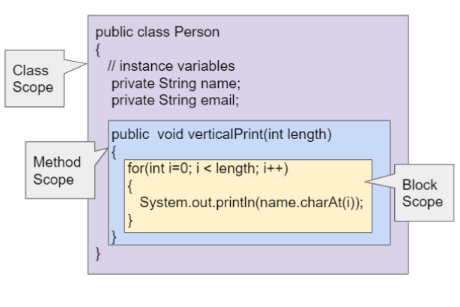 public class Person
{
// instance variables
private String name;
private String email;
Class
Scope
public  void verticalPrint(int length)
{
Method
Scope
for(int i=0; i < length; i++)
{
System.out.println(name.charAt(i));
}
Block
Scope
}
}